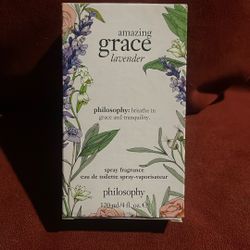 amazing
grace
lavender
philosophy: breathe in
grace and tranquility.
spray fragrance
eau de toilette spray-vaporisateur
philosophy
120 ml/4 fl. oz. e